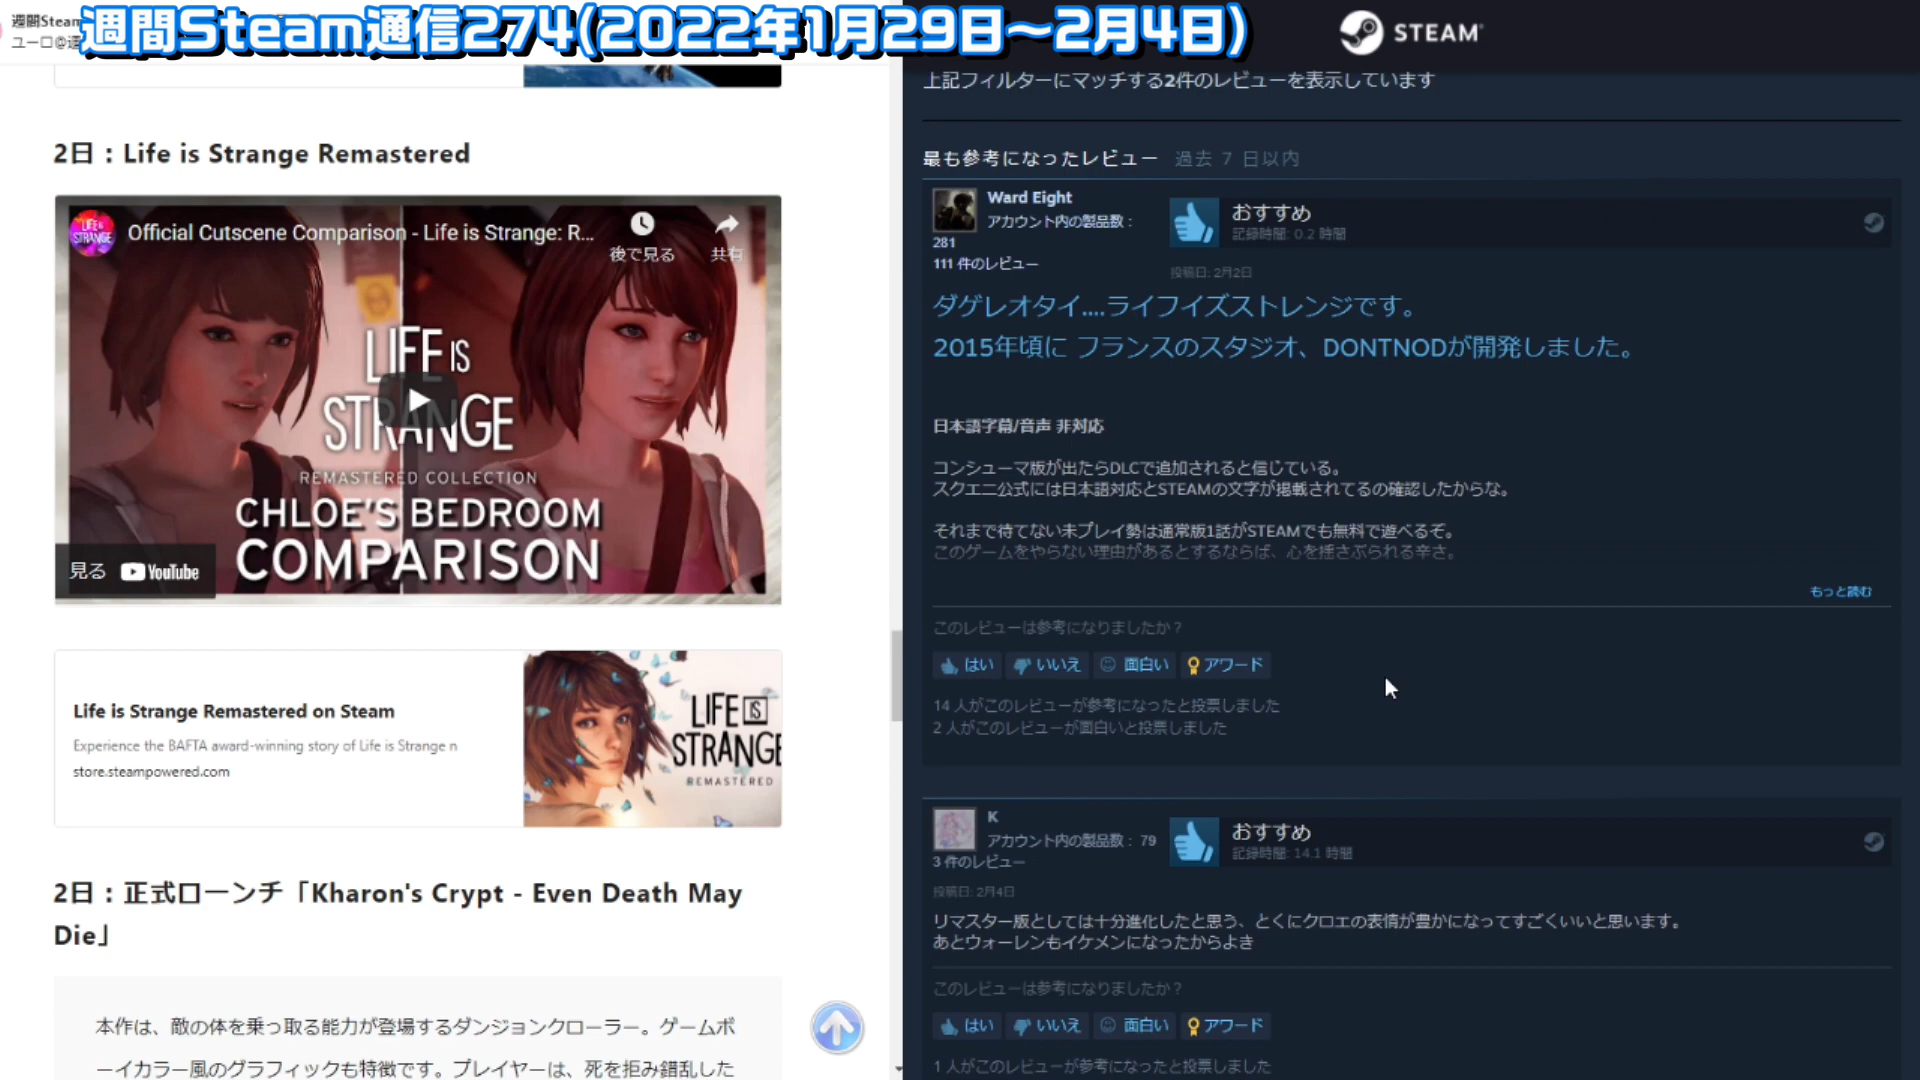 週間Steam通信274(2022年1月29日～2月4日)
週間Steam
ユーロ@週
2日：Life is Strange Remastered
LIFE IS STRANGE
Official Cutscene Comparison - Life is Strange: R...
後で見る
共有
LIFE IS
STRANGE
REMASTERED COLLECTION
CHLOE'S BEDROOM
COMPARISON
見る YouTube
Life is Strange Remastered on Steam
Experience the BAFTA award-winning story of Life is Strange n
store.steampowered.com
LIFE IS
STRANGE
REMASTERED
2日：正式ローンチ「Kharon's Crypt - Even Death May
Die」
本作は、敵の体を乗っ取る能力が登場するダンジョンクローラー。ゲームボ
ーイカラー風のグラフィックも特徴です。プレイヤーは、死を拒み錯乱した
STEAM
上記フィルターにマッチする2件のレビューを表示しています
最も参考になったレビュー 過去 7 日以内
Ward Eight
アカウント内の製品数：
281
111 件のレビュー
おすすめ
記録時間: 0.2 時間
投稿日: 2月2日
ダゲレオタイ....ライフイズストレンジです。
2015年頃に フランスのスタジオ、DONTNODが開発しました。
日本語字幕/音声 非対応
コンシューマ版が出たらDLCで追加されると信じている。
スクエニ公式には日本語対応とSTEAMの文字が掲載されてるの確認したからな。
それまで待てない未プレイ勢は通常版1話がSTEAMでも無料で遊べるぞ。
このゲームをやらない理由があるとするならば、心を揺さぶられる辛さ。
もっと読む
このレビューは参考になりましたか？
はい いいえ 面白い アワード
14 人がこのレビューが参考になったと投票しました
2 人がこのレビューが面白いと投票しました
K
アカウント内の製品数： 79
3 件のレビュー
おすすめ
記録時間: 14.1 時間
投稿日: 2月4日
リマスター版としては十分進化したと思う、とくにクロエの表情が豊かになってすごくいいと思います。
あとウォーレンもイケメンになったからよき
このレビューは参考になりましたか？
はい いいえ 面白い アワード
1 人がこのレビューが参考になったと投票しました